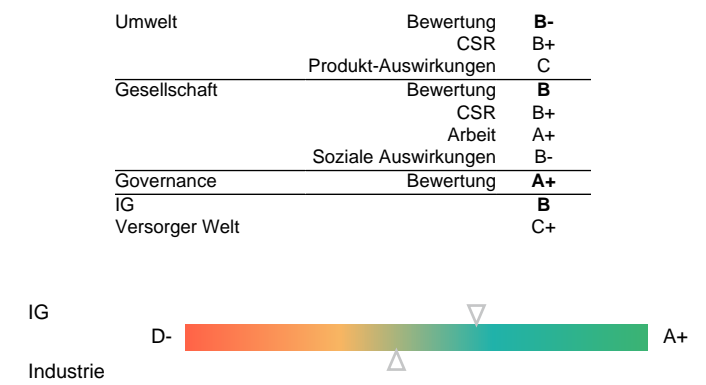 Umwelt Bewertung B-
CSR B+
Produkt-Auswirkungen C
Gesellschaft Bewertung B
CSR B+
Arbeit A+
Soziale Auswirkungen B-
Governance Bewertung A+
IG B
Versorger Welt C+
IG
D- A+
Industrie